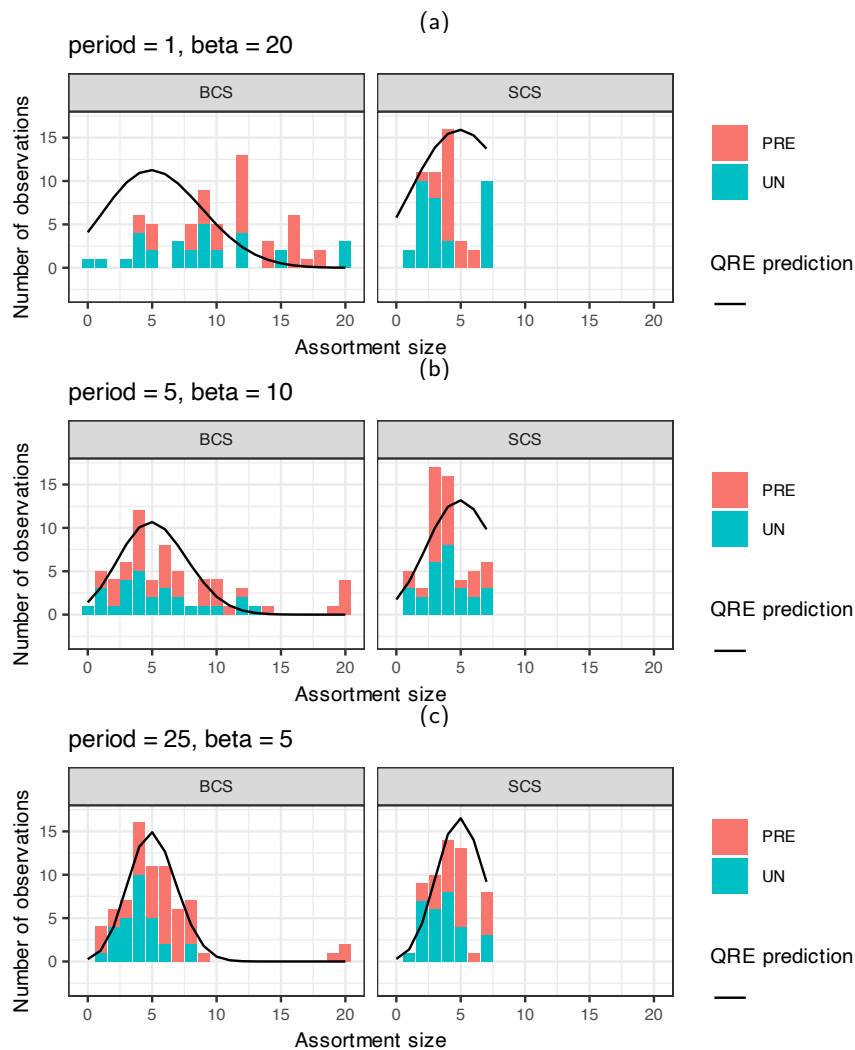 (a)
period = 1, beta = 20
BCS
SCS
Number of observations
15
10
5
0
0 5 10 15 20
0 5 10 15 20
Assortment size
PRE
UN
QRE prediction
(b)
period = 5, beta = 10
BCS
SCS
Number of observations
15
10
5
0
0 5 10 15 20
0 5 10 15 20
Assortment size
PRE
UN
QRE prediction
(c)
period = 25, beta = 5
BCS
SCS
Number of observations
15
10
5
0
0 5 10 15 20
0 5 10 15 20
Assortment size
PRE
UN
QRE prediction